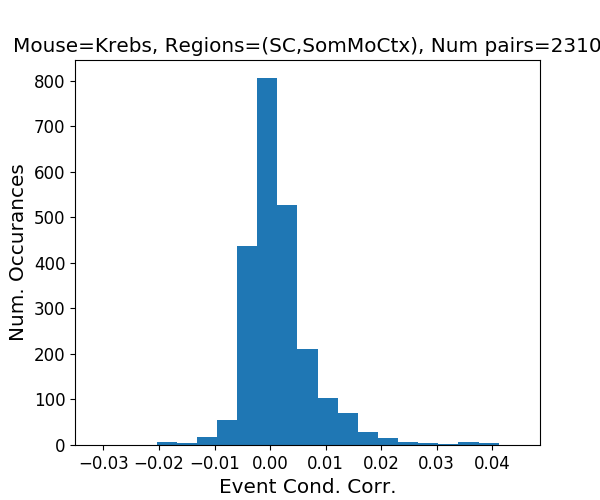 Mouse=Krebs, Regions=(SC,SomMoCtx), Num pairs=2310
800
700
600
500
400
300
200
100
0
Num. Occurances
−0.03 −0.02 −0.01 0.00 0.01 0.02 0.03 0.04
Event Cond. Corr.